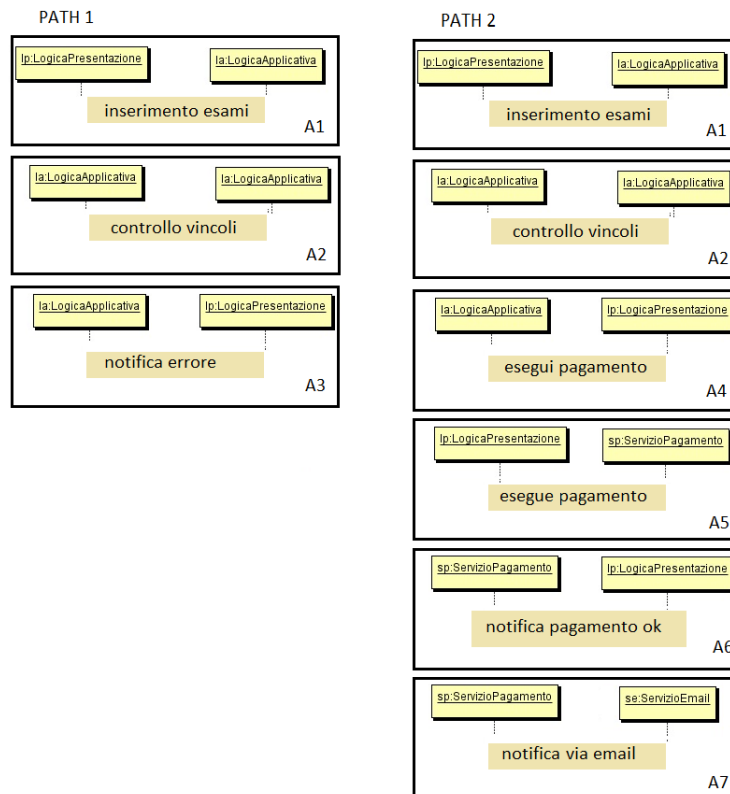 PATH 1
lp:LogicaPresentazione
la:LogicaApplicativa
inserimento esami
A1
la:LogicaApplicativa
la:LogicaApplicativa
controllo vincoli
A2
la:LogicaApplicativa
lp:LogicaPresentazione
notifica errore
A3
PATH 2
lp:LogicaPresentazione
la:LogicaApplicativa
inserimento esami
A1
la:LogicaApplicativa
la:LogicaApplicativa
controllo vincoli
A2
la:LogicaApplicativa
lp:LogicaPresentazione
esegui pagamento
A4
lp:LogicaPresentazione
sp:ServizioPagamento
esegue pagamento
A5
sp:ServizioPagamento
lp:LogicaPresentazione
notifica pagamento ok
A6
sp:ServizioPagamento
se:ServizioEmail
notifica via email
A7